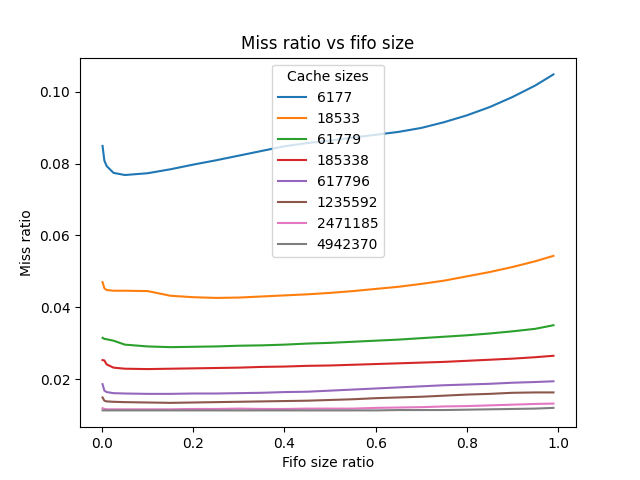 Miss ratio vs fifo size
Cache sizes
6177
18533
61779
185338
617796
1235592
2471185
4942370
Miss ratio
0.10
0.08
0.06
0.04
0.02
0.0 0.2 0.4 0.6 0.8 1.0
Fifo size ratio